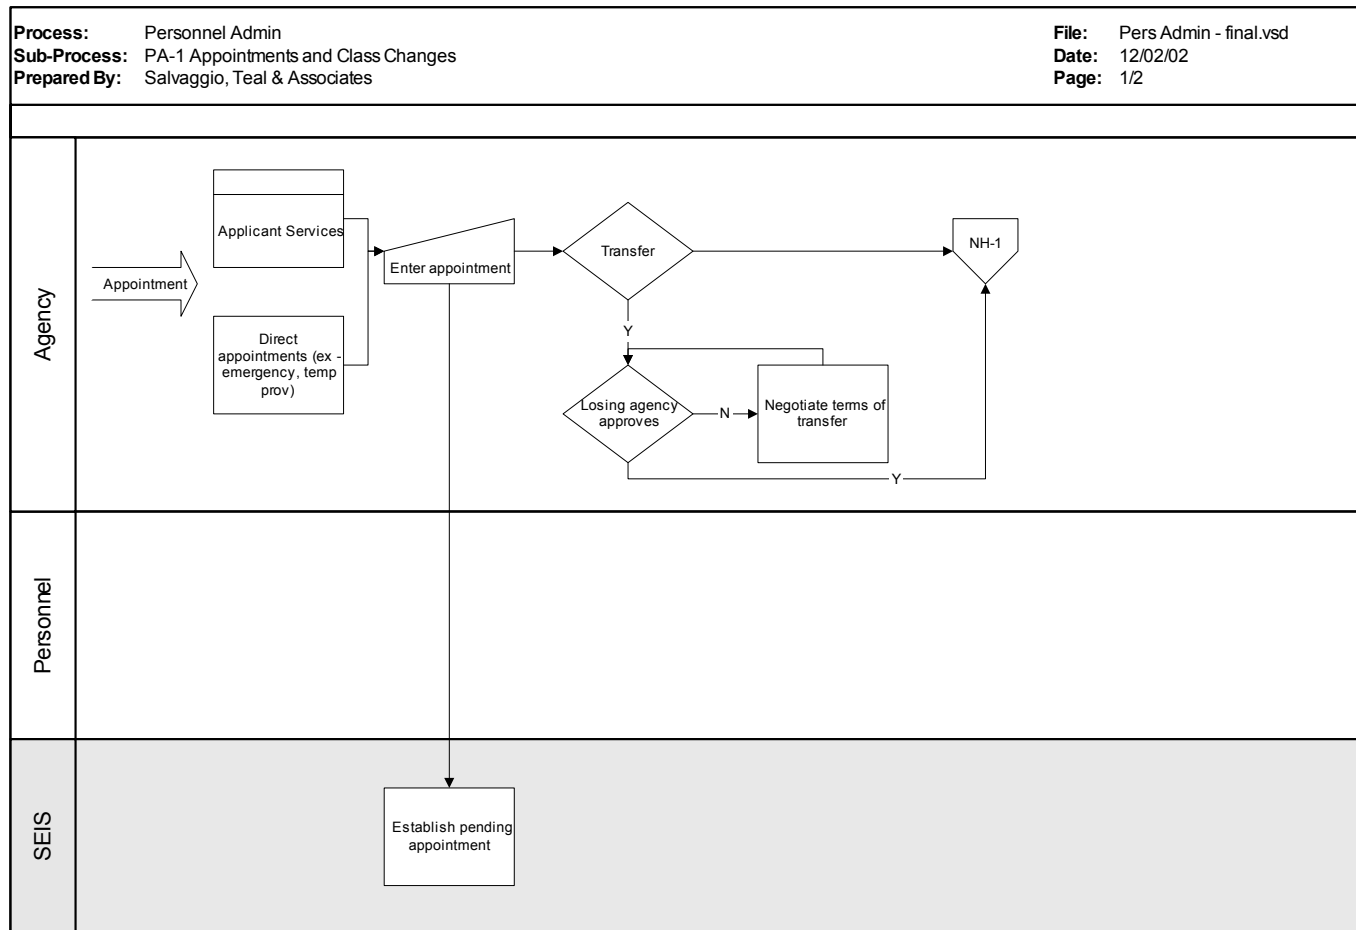 Process: Personnel Admin
Sub-Process: PA-1 Appointments and Class Changes
Prepared By: Salvaggio, Teal & Associates
File: Pers Admin - final.vsd
Date: 12/02/02
Page: 1/2
Agency
Appointment
Applicant Services
Direct
appointments (ex -
emergency, temp
prov)
Enter appointment
Transfer
NH-1
Y
Losing agency
approves
N
Negotiate terms of
transfer
Y
Personnel
SEIS
Establish pending
appointment